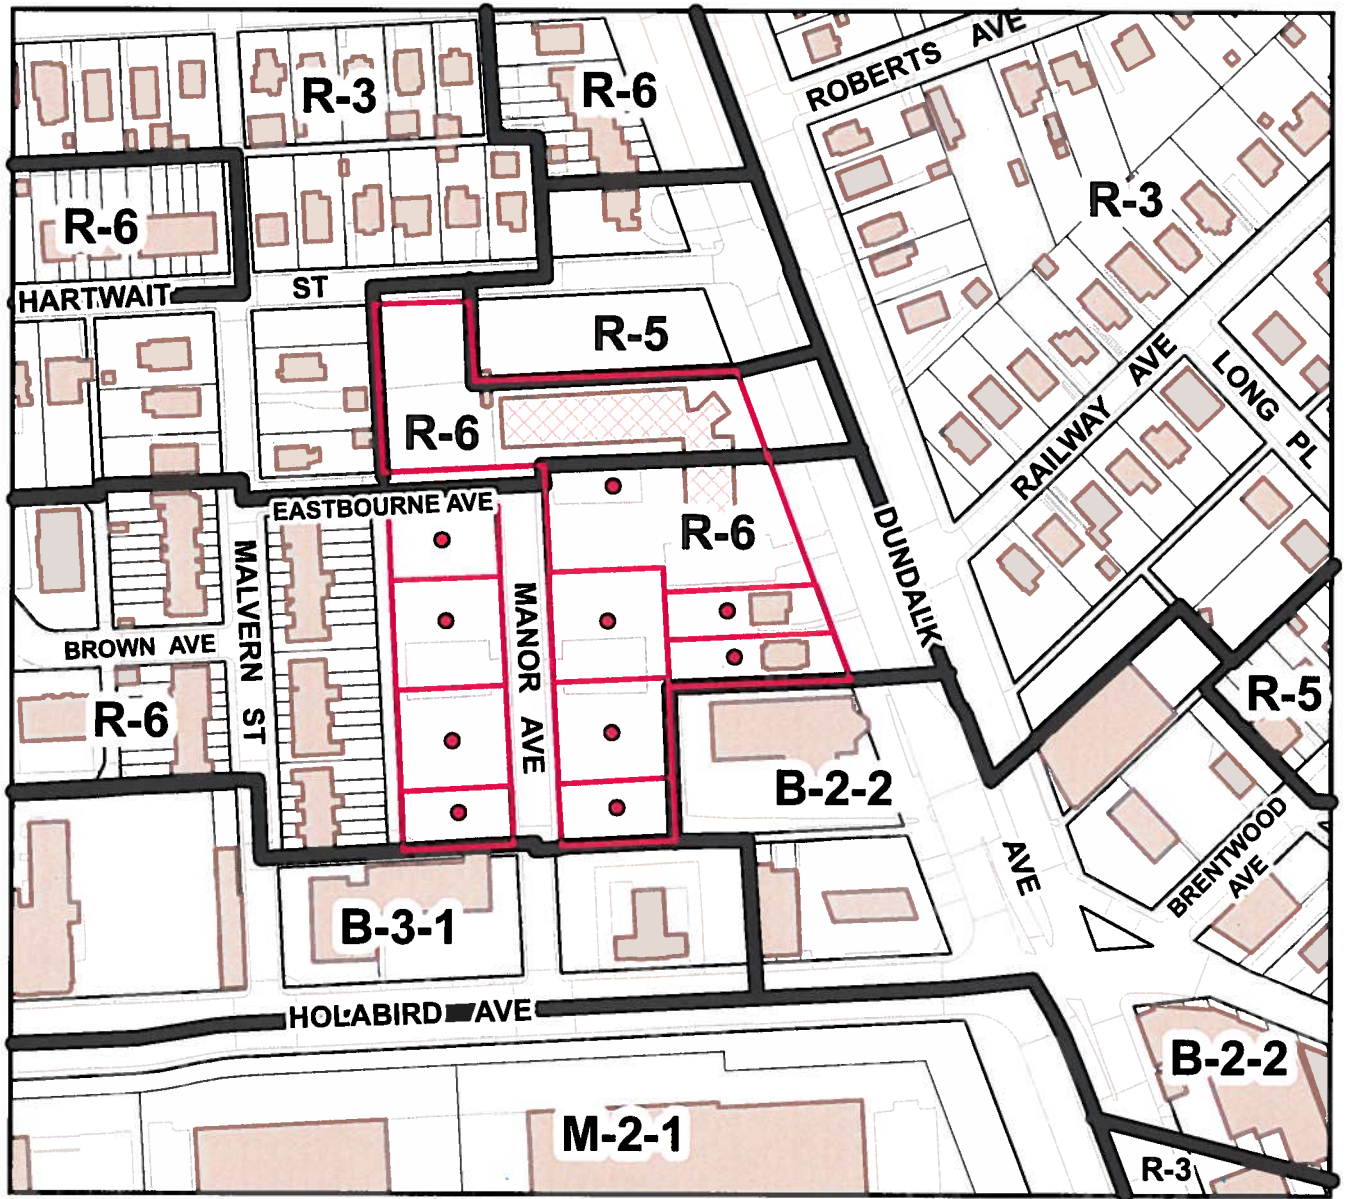 ROBERTS AVE
R-3
R-6
R-3
R-6
HARTWAIT ST
R-5
RAILWAY AVE
LONG PL
R-6
EASTBOURNE AVE
R-6
DUNDALK AVE
MALVERN ST
MANOR AVE
BROWN AVE
R-6
R-5
B-2-2
BRENTWOOD AVE
B-3-1
HOLABIRD AVE
B-2-2
M-2-1
R-3